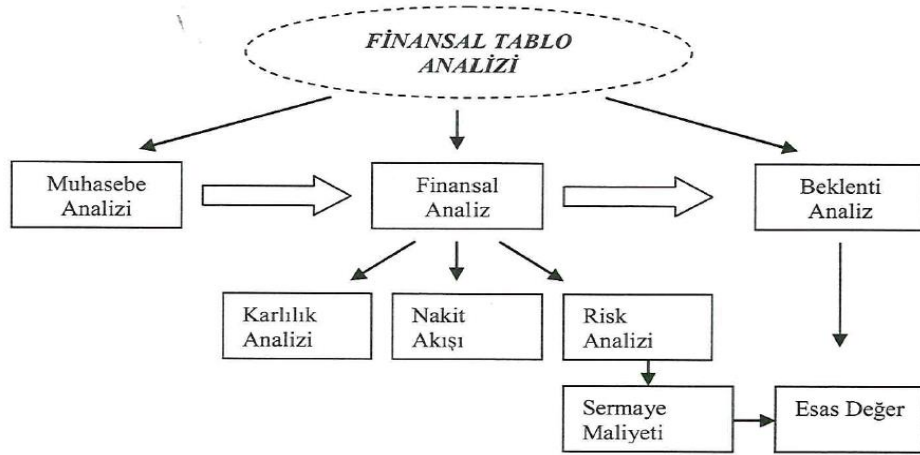 FİNANSAL TABLO
ANALİZİ
Muhasebe
Analizi
Finansal
Analiz
Beklenti
Analiz
Karlılık
Analizi
Nakit
Akışı
Risk
Analizi
Sermaye
Maliyeti
Esas Değer